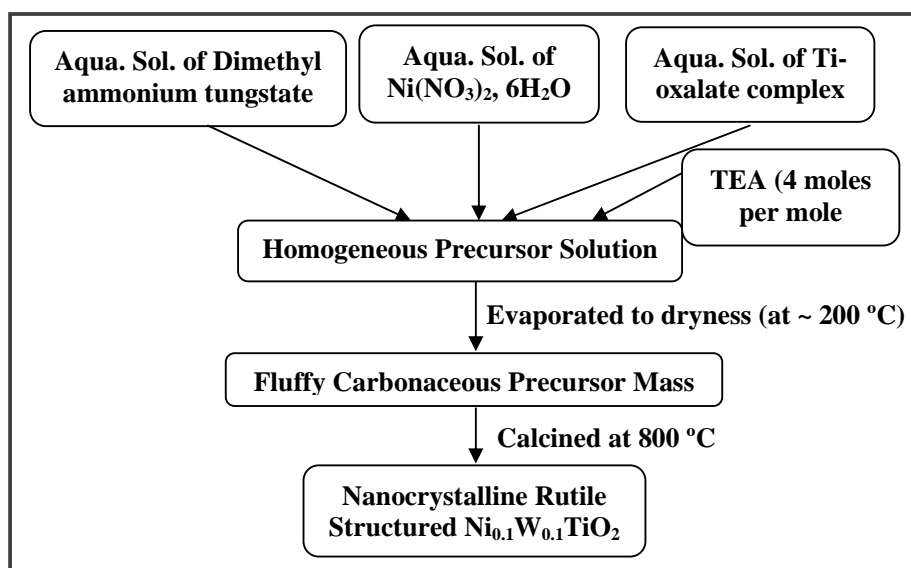 Aqua. Sol. of Dimethyl
ammonium tungstate
Aqua. Sol. of
Ni(NO₃)₂, 6H₂O
Aqua. Sol. of Ti-
oxalate complex
TEA (4 moles
per mole
Homogeneous Precursor Solution
Evaporated to dryness (at ~ 200 ºC)
Fluffy Carbonaceous Precursor Mass
Calcined at 800 ºC
Nanocrystalline Rutile
Structured Ni₀.₁W₀.₁TiO₂